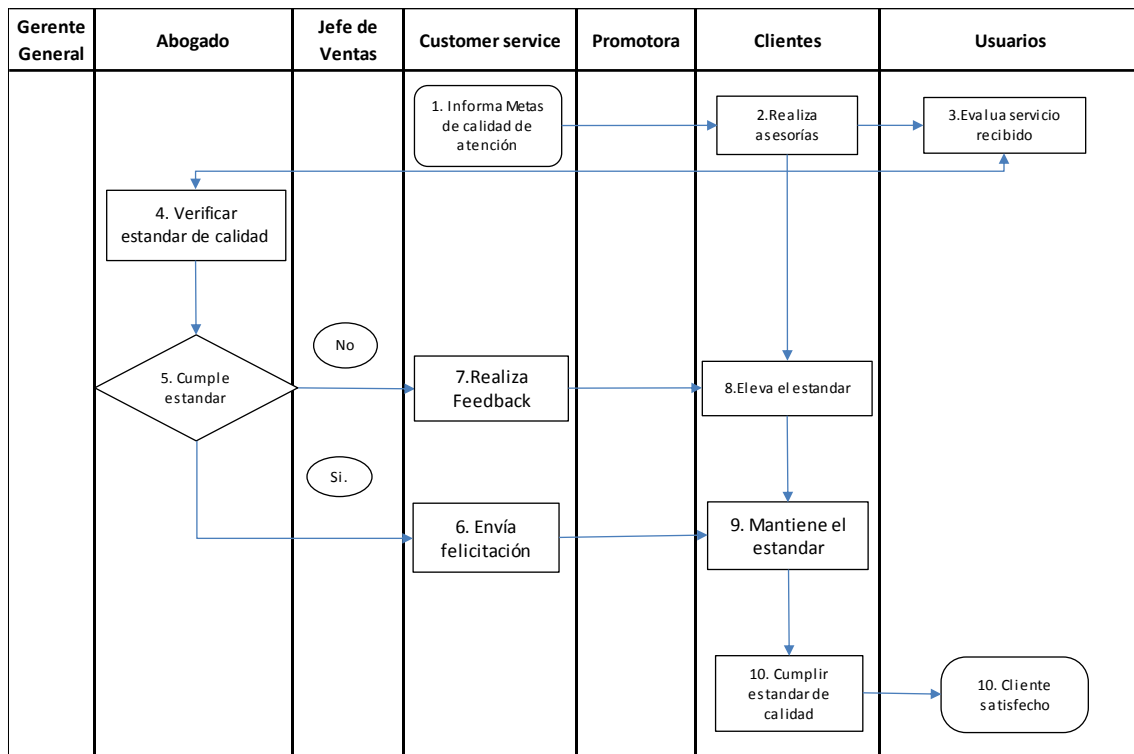 Gerente
General
Abogado
Jefe de
Ventas
Customer service
Promotora
Clientes
Usuarios
1. Informa Metas
de calidad de
atención
2.Realiza
asesorías
3.Evalua servicio
recibido
4. Verificar
estandar de calidad
No
5. Cumple
estandar
7.Realiza
Feedback
8.Eleva el estandar
Si.
6. Envía
felicitación
9. Mantiene el
estandar
10. Cumplir
estandar de
calidad
10. Cliente
satisfecho